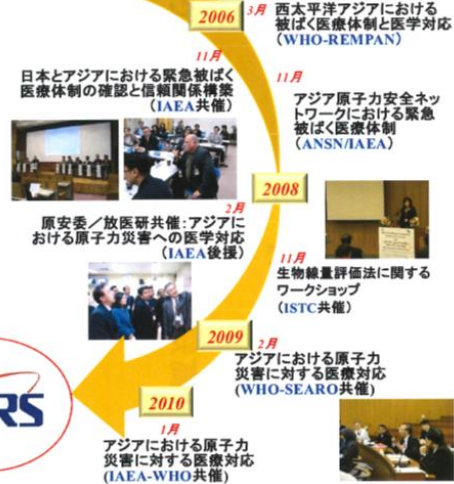 2006
3月
西太平洋アジアにおける
被ばく医療体制と医学対応
(WHO-REMPAN)
11月
日本とアジアにおける緊急被ばく
医療体制の確認と信頼関係構築
(IAEA共催)
11月
アジア原子力安全ネッ
トワークにおける緊急
被ばく医療体制
(ANSN/IAEA)
2008
2月
原安委/放医研共催:アジアに
おける原子力災害への医学対応
(IAEA後援)
11月
生物線量評価法に関する
ワークショップ
(ISTC共催)
2009
2月
アジアにおける原子力
災害に対する医療対応
(WHO-SEARO共催)
2010
1月
アジアにおける原子力
災害に対する医療対応
(IAEA-WHO共催)
RS